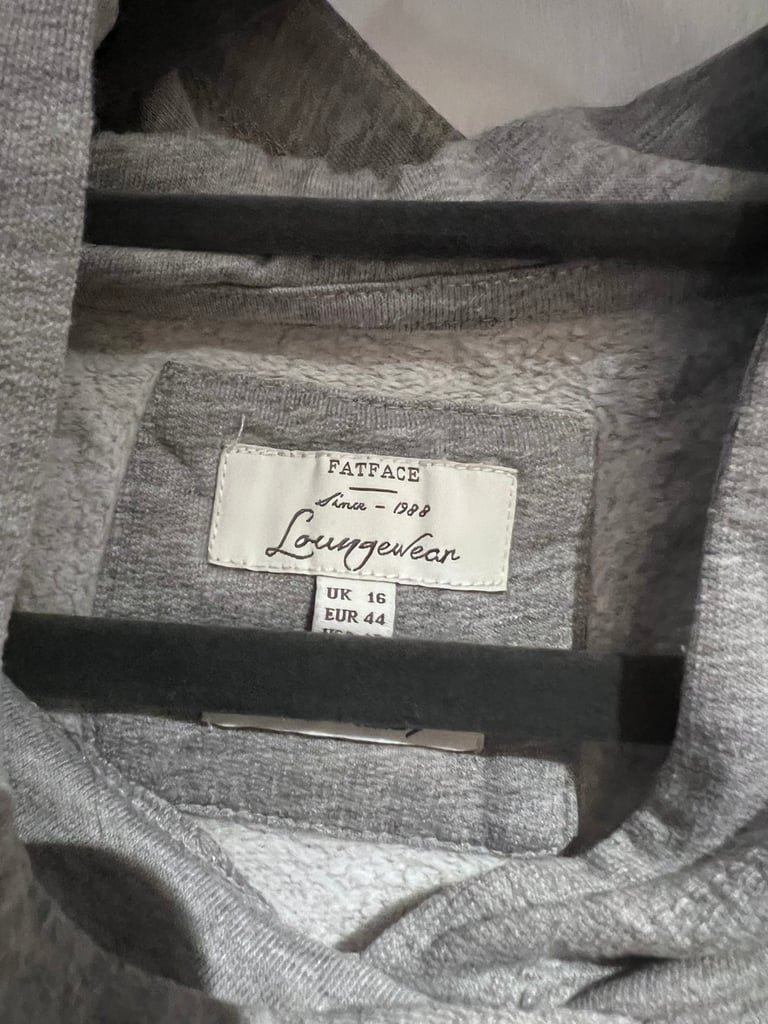 FATFACE
Since - 1988
Loungewear
UK 16
EUR 44